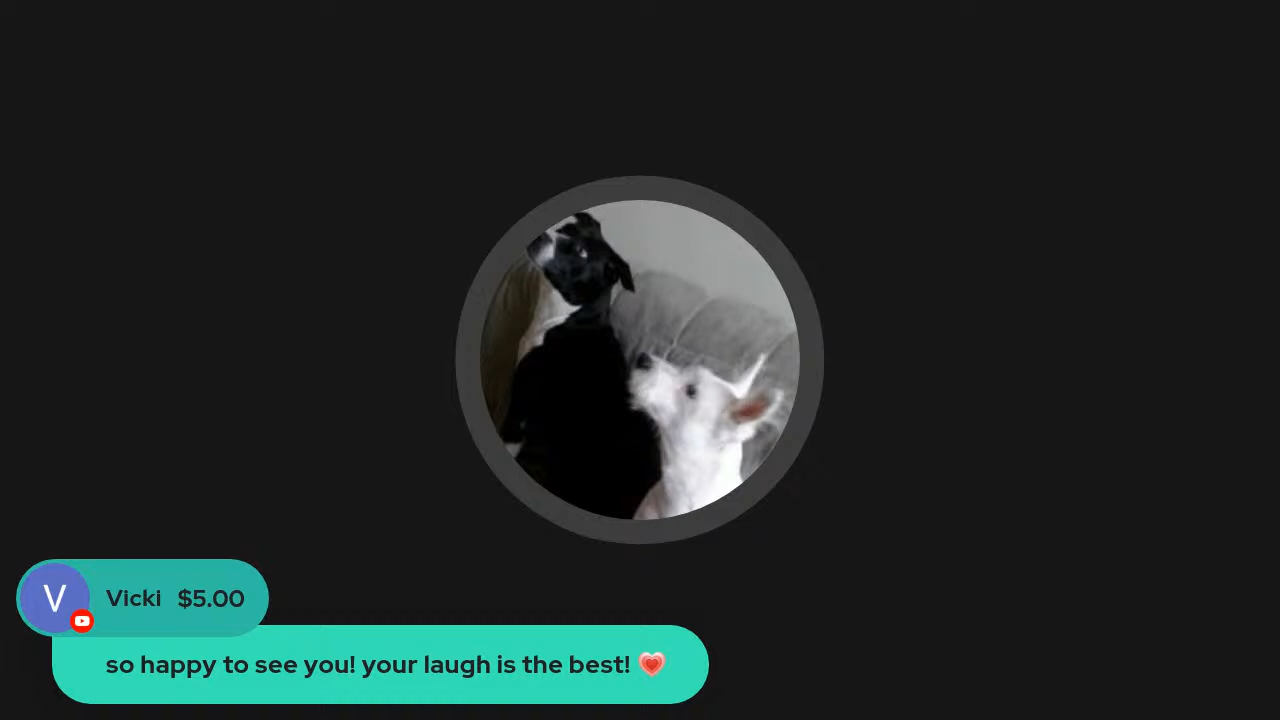 V
Vicki $5.00
so happy to see you! your laugh is the best! 💗